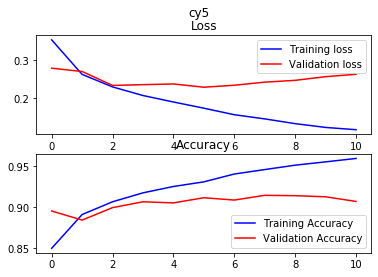 cy5
Loss
0.3
0.2
Training loss
Validation loss
0 2 4 6 8 10
Accuracy
0.95
0.90
0.85
Training Accuracy
Validation Accuracy
0 2 4 6 8 10